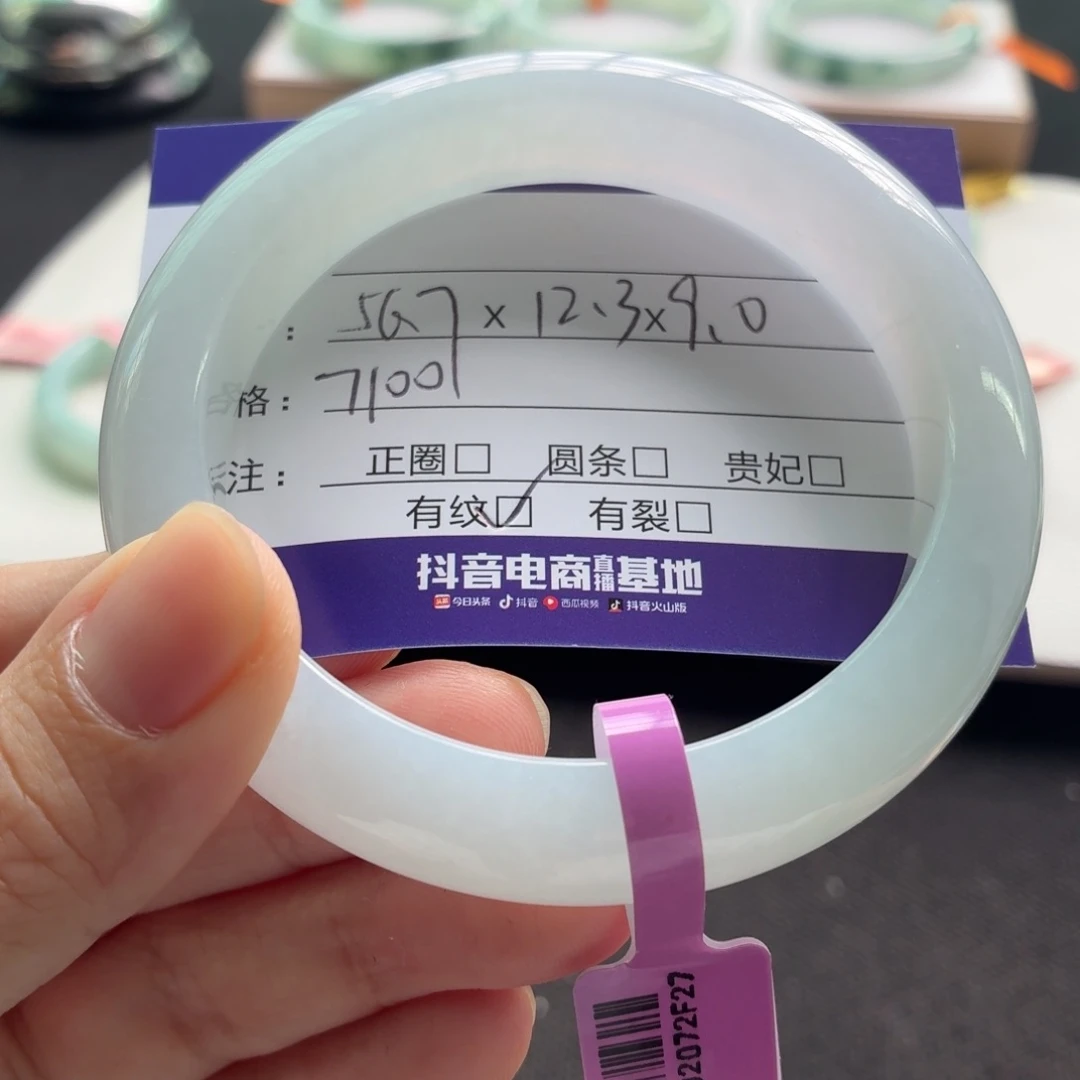 : 56.7 x 12.3 x 9.0
格: 7100
注: 正圈□ 圆条□ 贵妃□
有纹☑ 有裂□
抖音电商直播基地
头条 今日头条 抖音 西瓜视频 抖音火山版
2072F27